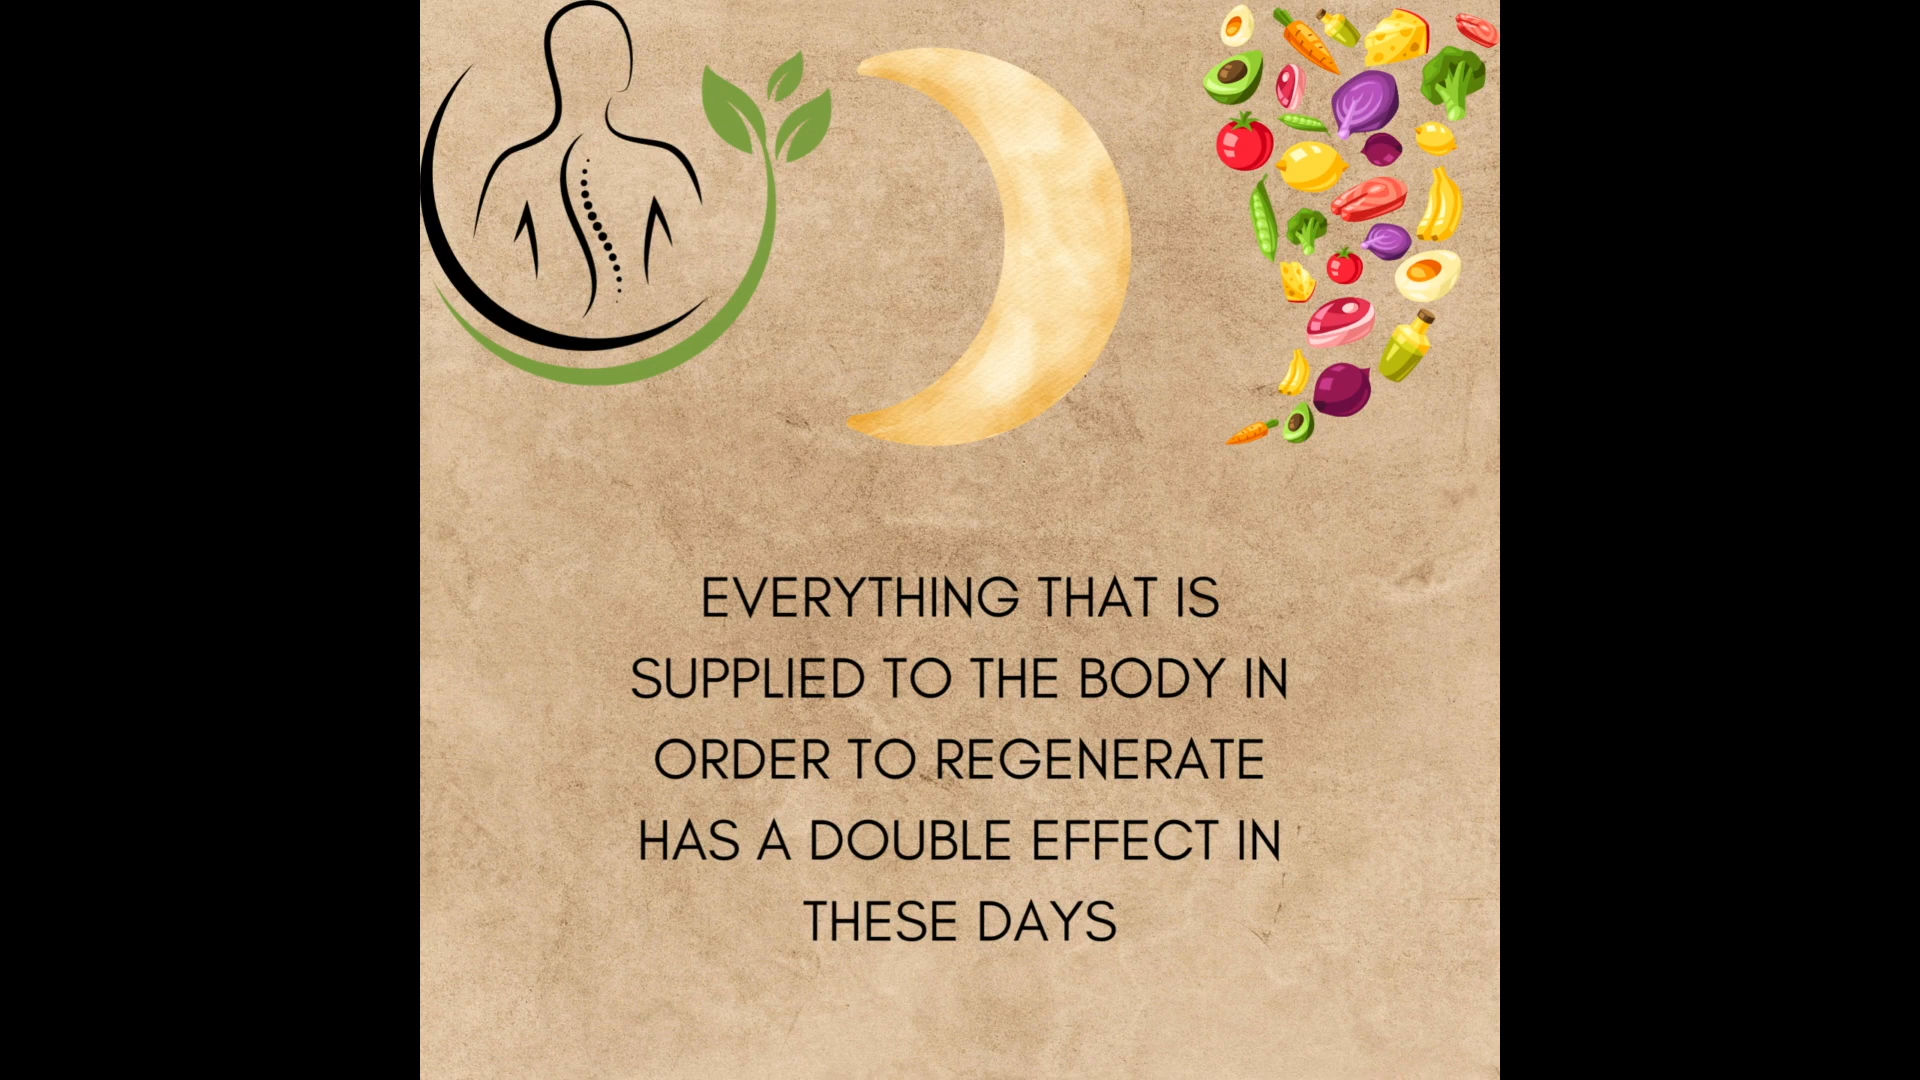 EVERYTHING THAT IS
SUPPLIED TO THE BODY IN
ORDER TO REGENERATE
HAS A DOUBLE EFFECT IN
THESE DAYS